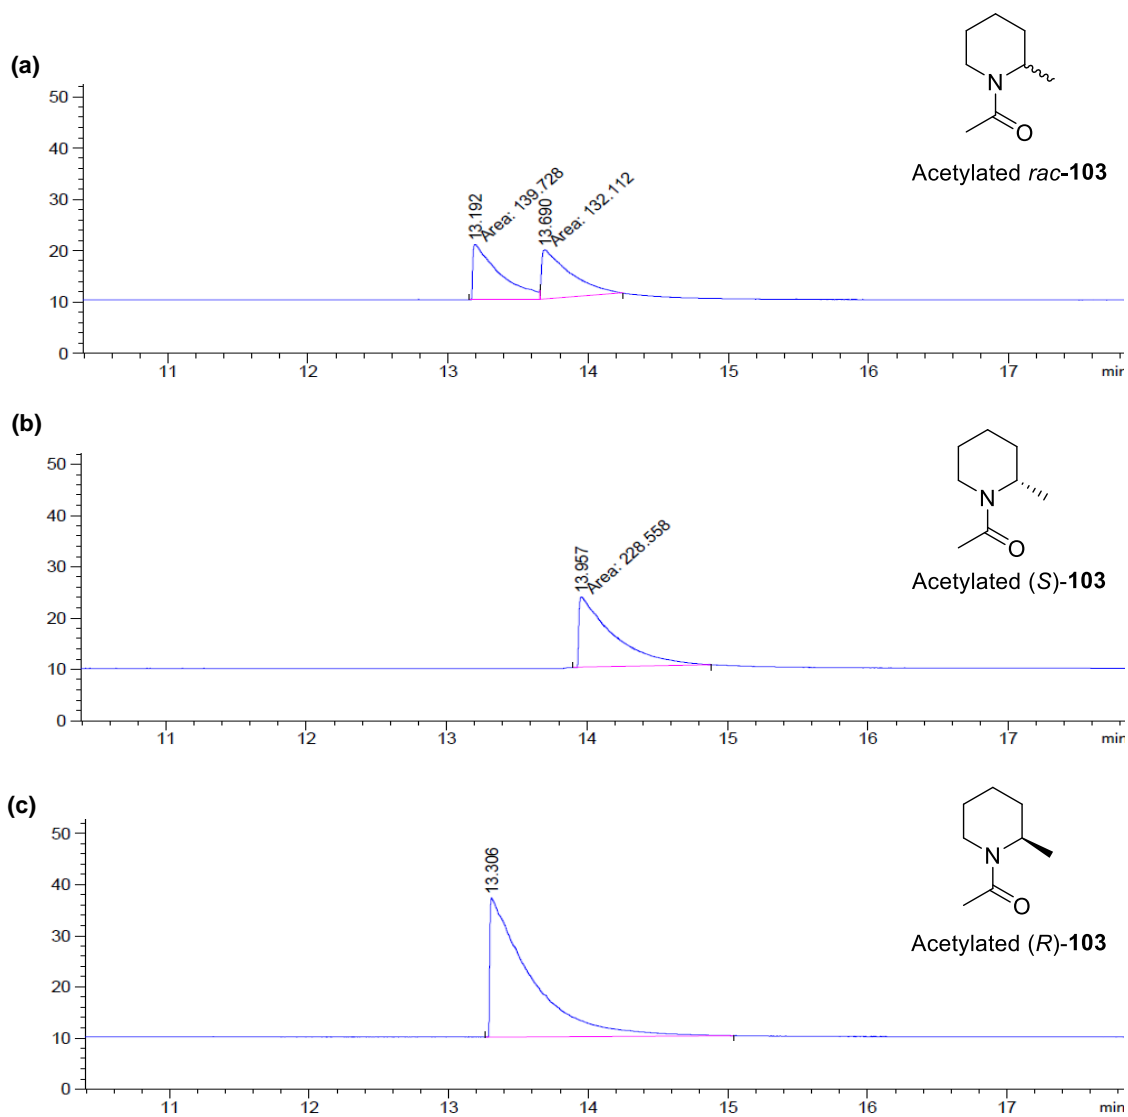 (a)
50
40
30
20
10
0
13.192
Area: 139.728
13.690
Area: 132.112
11 12 13 14 15 16 17 min
N
O
Acetylated rac-103
(b)
50
40
30
20
10
0
13.957
Area: 228.558
11 12 13 14 15 16 17 min
N
O
Acetylated (S)-103
(c)
50
40
30
20
10
0
13.306
11 12 13 14 15 16 17 min
N
O
Acetylated (R)-103